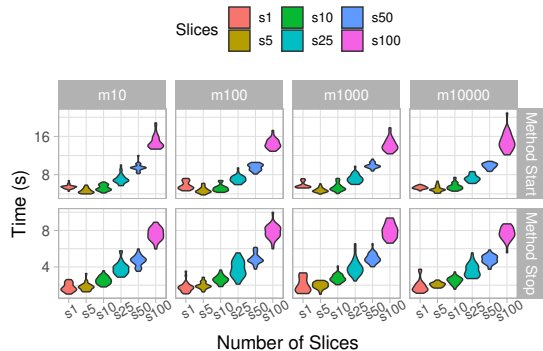 Slices
s1 s10 s50
s5 s25 s100
m10 m100 m1000 m10000
Time (s)
16
8
Method Start
8
4
Method Stop
s1 s5 s10 s25 s50 s100 s1 s5 s10 s25 s50 s100 s1 s5 s10 s25 s50 s100 s1 s5 s10 s25 s50 s100
Number of Slices